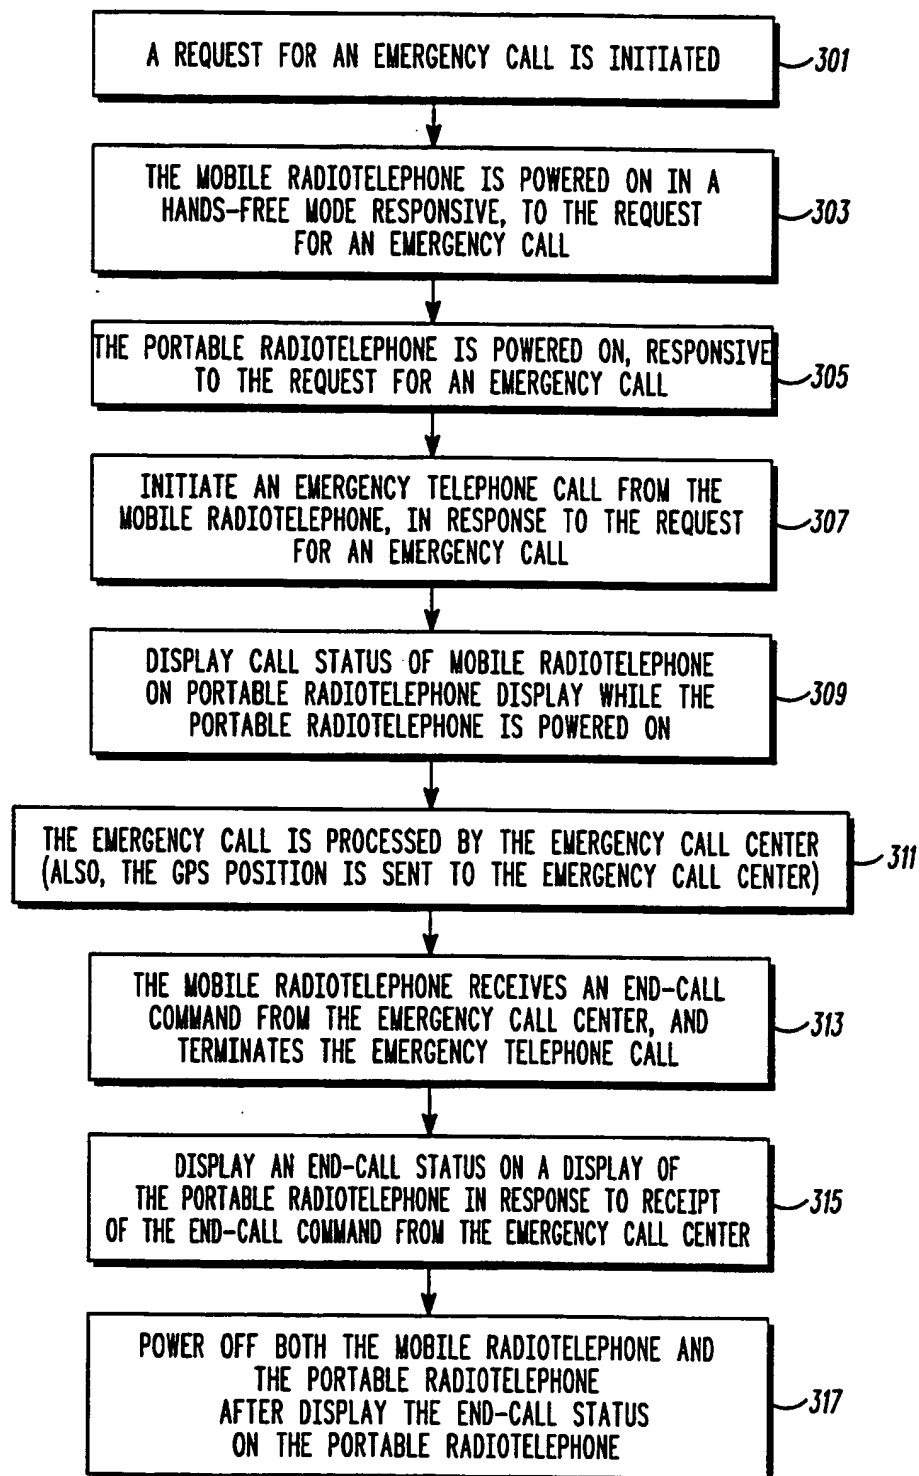 A REQUEST FOR AN EMERGENCY CALL IS INITIATED
301
THE MOBILE RADIOTELEPHONE IS POWERED ON IN A
HANDS-FREE MODE RESPONSIVE, TO THE REQUEST
FOR AN EMERGENCY CALL
303
THE PORTABLE RADIOTELEPHONE IS POWERED ON, RESPONSIVE
TO THE REQUEST FOR AN EMERGENCY CALL
305
INITIATE AN EMERGENCY TELEPHONE CALL FROM THE
MOBILE RADIOTELEPHONE, IN RESPONSE TO THE REQUEST
FOR AN EMERGENCY CALL
307
DISPLAY CALL STATUS OF MOBILE RADIOTELEPHONE
ON PORTABLE RADIOTELEPHONE DISPLAY WHILE THE
PORTABLE RADIOTELEPHONE IS POWERED ON
309
THE EMERGENCY CALL IS PROCESSED BY THE EMERGENCY CALL CENTER
(ALSO, THE GPS POSITION IS SENT TO THE EMERGENCY CALL CENTER)
311
THE MOBILE RADIOTELEPHONE RECEIVES AN END-CALL
COMMAND FROM THE EMERGENCY CALL CENTER, AND
TERMINATES THE EMERGENCY TELEPHONE CALL
313
DISPLAY AN END-CALL STATUS ON A DISPLAY OF
THE PORTABLE RADIOTELEPHONE IN RESPONSE TO RECEIPT
OF THE END-CALL COMMAND FROM THE EMERGENCY CALL CENTER
315
POWER OFF BOTH THE MOBILE RADIOTELEPHONE AND
THE PORTABLE RADIOTELEPHONE
AFTER DISPLAY THE END-CALL STATUS
ON THE PORTABLE RADIOTELEPHONE
317